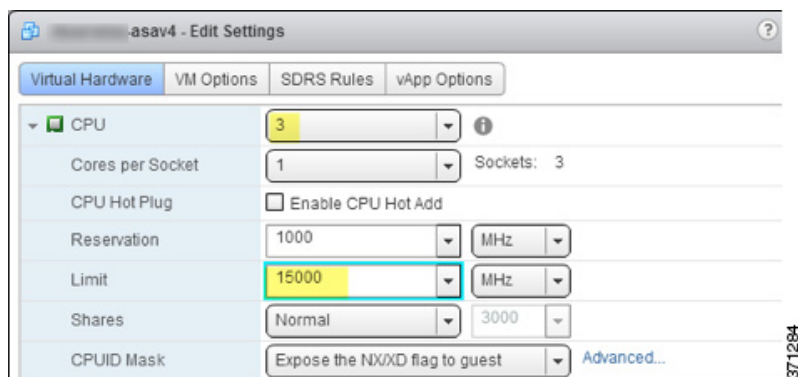 asav4 - Edit Settings
?
Virtual Hardware VM Options SDRS Rules vApp Options
CPU 3
Cores per Socket 1 Sockets: 3
CPU Hot Plug Enable CPU Hot Add
Reservation 1000 MHz
Limit 15000 MHz
Shares Normal 3000
CPUID Mask Expose the NX/XD flag to guest Advanced...
371284